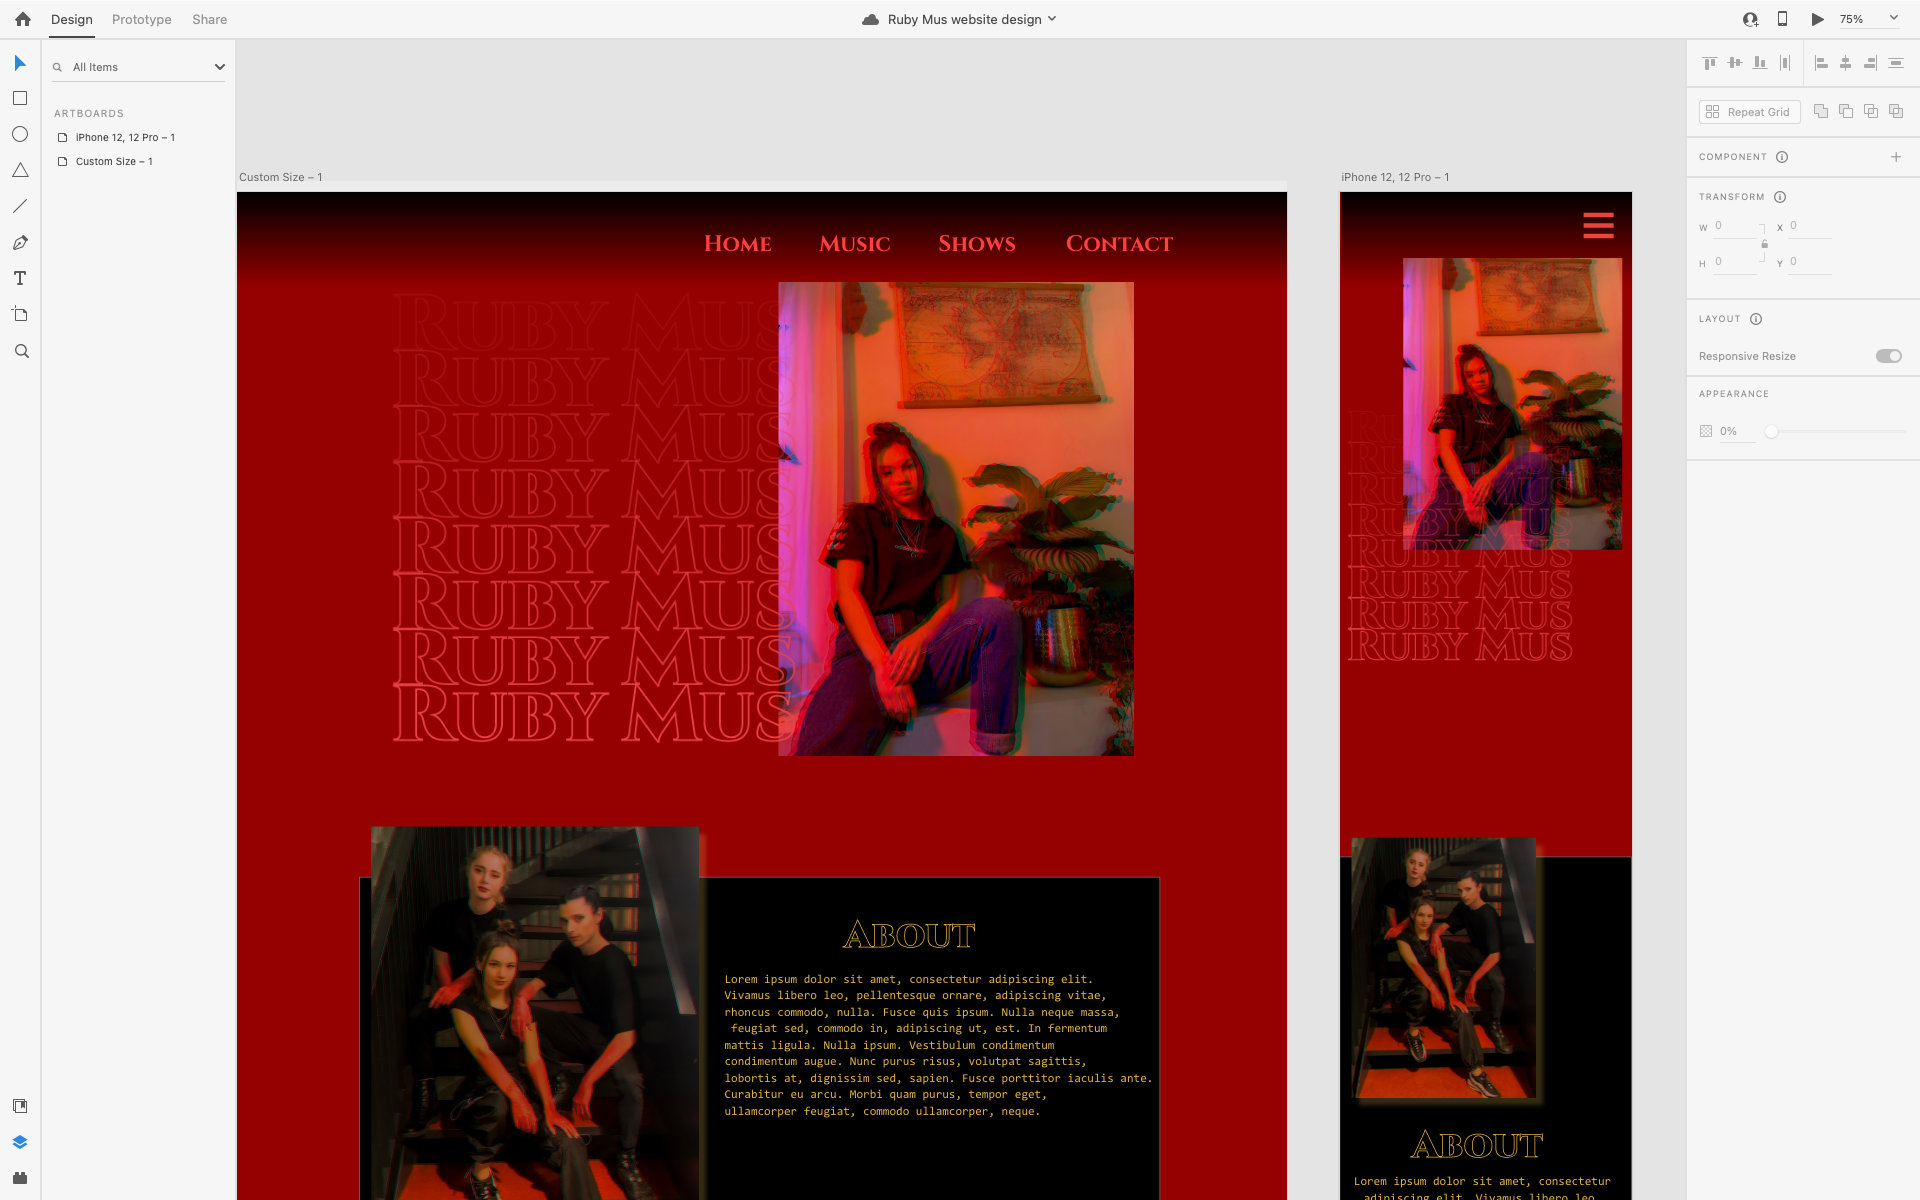 Design Prototype Share
Ruby Mus website design
75%
All Items
ARTBOARDS
iPhone 12, 12 Pro – 1
Custom Size – 1
Custom Size – 1
Home Music Shows Contact
Ruby Mus
Ruby Mus
Ruby Mus
Ruby Mus
Ruby Mus
Ruby Mus
Ruby Mus
Ruby Mus
About
Lorem ipsum dolor sit amet, consectetur adipiscing elit.
Vivamus libero leo, pellentesque ornare, adipiscing vitae,
rhoncus commodo, nulla. Fusce quis ipsum. Nulla neque massa,
feugiat sed, commodo in, adipiscing ut, est. In fermentum
mattis ligula. Nulla ipsum. Vestibulum condimentum
condimentum augue. Nunc purus risus, volutpat sagittis,
lobortis at, dignissim sed, sapien. Fusce porttitor iaculis ante.
Curabitur eu arcu. Morbi quam purus, tempor eget,
ullamcorper feugiat, commodo ullamcorper, neque.
iPhone 12, 12 Pro – 1
Ru
Ru
Ruby Mus
Ruby Mus
Ruby Mus
Ruby Mus
Ruby Mus
Ruby Mus
About
Lorem ipsum dolor sit amet, consectetur
adipiscing elit. Vivamus libero leo,
Repeat Grid
COMPONENT
TRANSFORM
W 0 X 0
H 0 Y 0
LAYOUT
Responsive Resize
APPEARANCE
0%